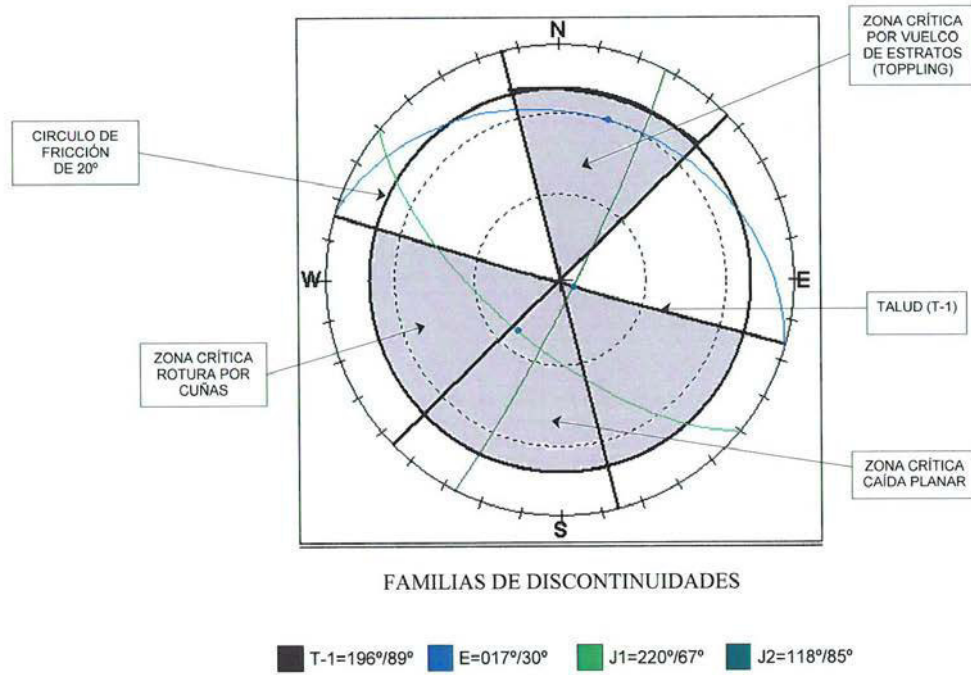 ZONA CRÍTICA
POR VUELCO
DE ESTRATOS
(TOPPLING)
N
CIRCULO DE
FRICCIÓN
DE 20º
W
E
TALUD (T-1)
ZONA CRÍTICA
ROTURA POR
CUÑAS
ZONA CRÍTICA
CAÍDA PLANAR
S
FAMILIAS DE DISCONTINUIDADES
T-1=196º/89º E=017º/30º J1=220º/67º J2=118º/85º